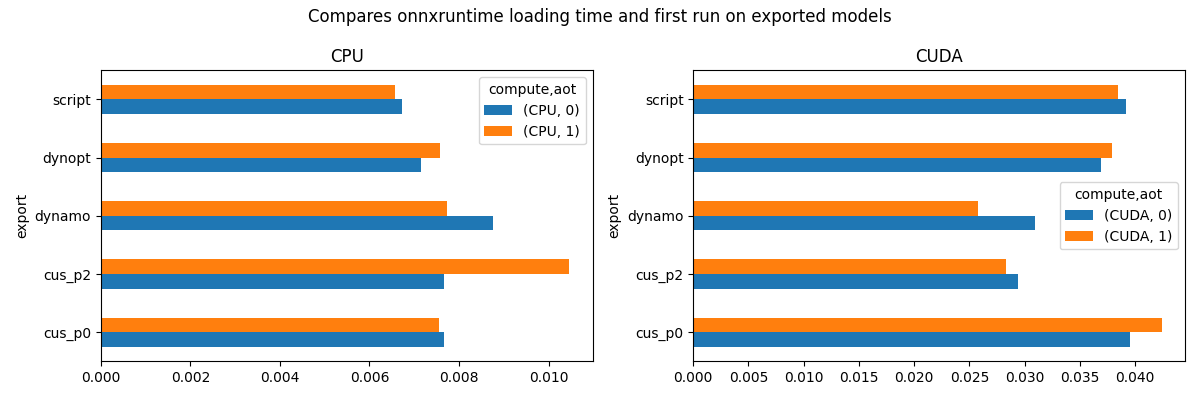 Compares onnxruntime loading time and first run on exported models
CPU
export
script
dynopt
dynamo
cus_p2
cus_p0
compute,aot
(CPU, 0)
(CPU, 1)
0.000 0.002 0.004 0.006 0.008 0.010
CUDA
export
script
dynopt
dynamo
cus_p2
cus_p0
compute,aot
(CUDA, 0)
(CUDA, 1)
0.000 0.005 0.010 0.015 0.020 0.025 0.030 0.035 0.040